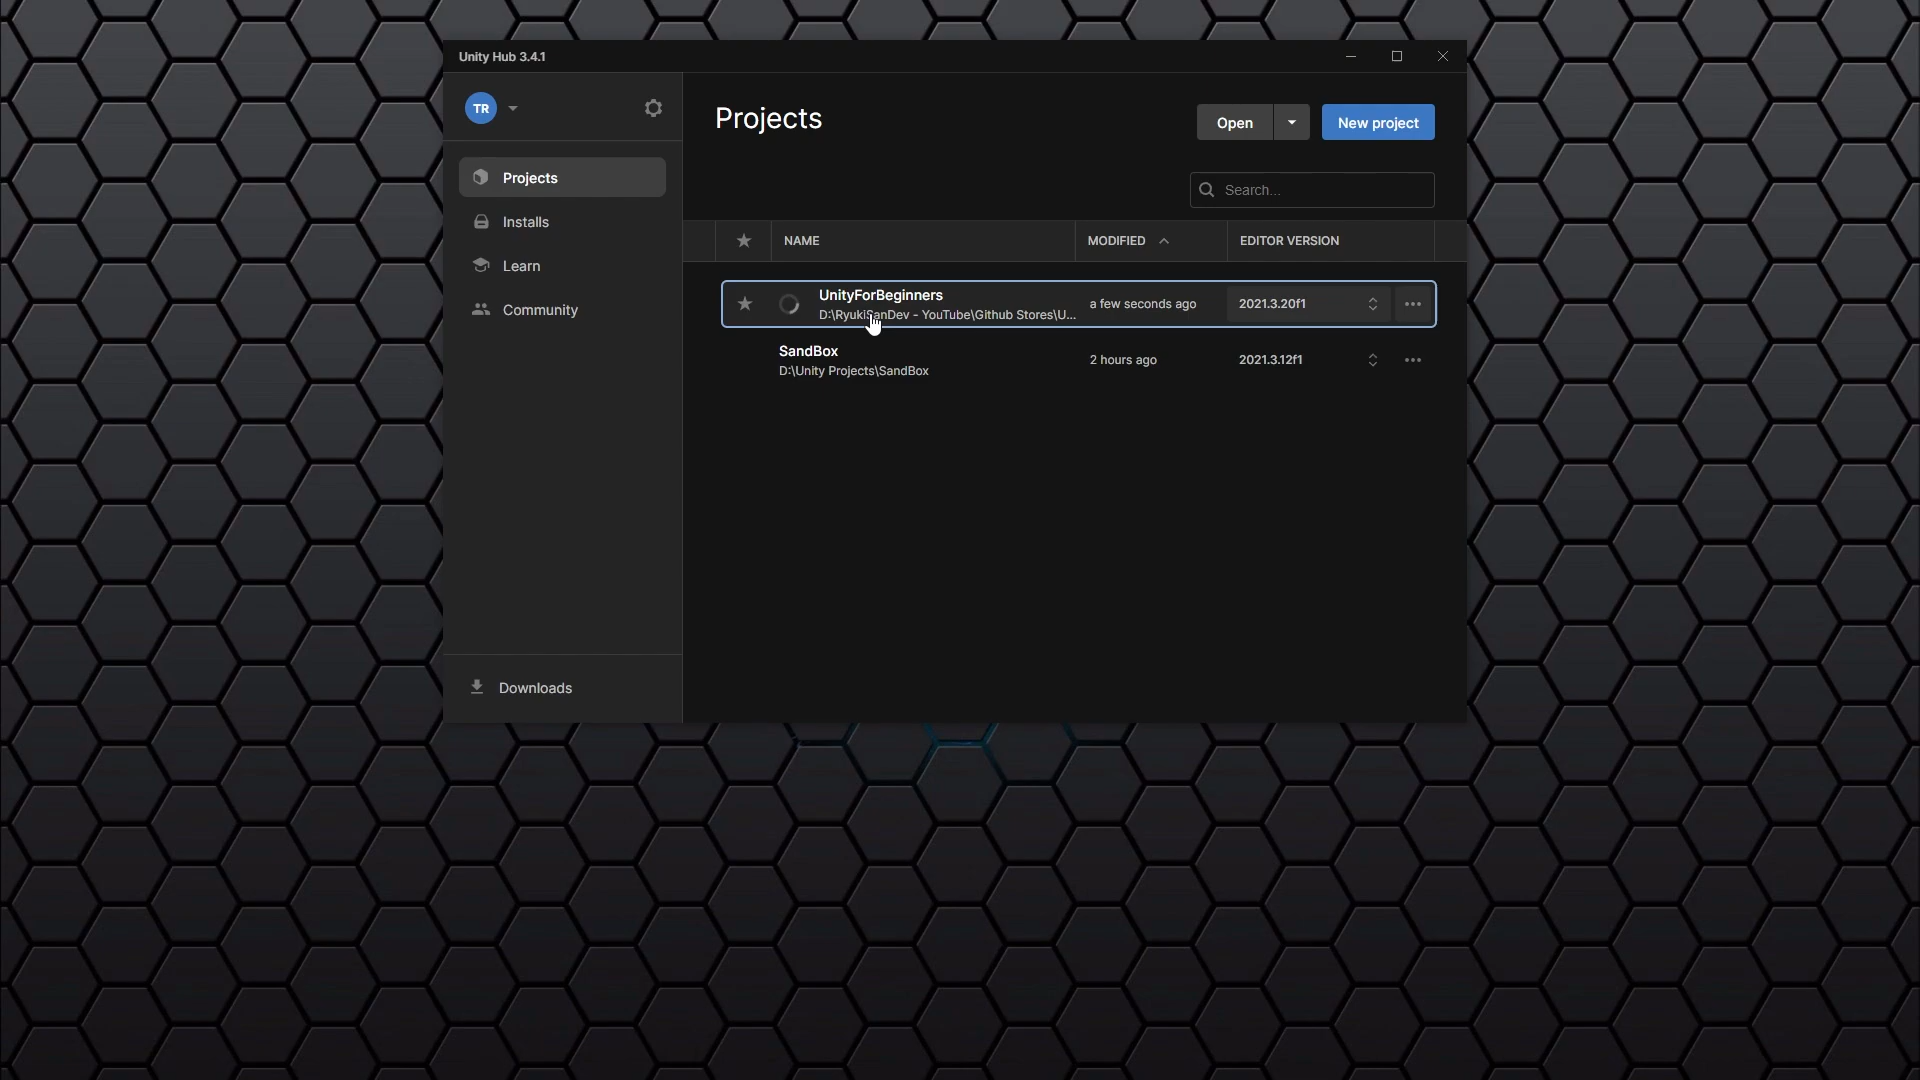 Unity Hub 3.4.1
TR
Projects
Open
New project
Projects
Installs
Learn
Community
Search...
NAME
MODIFIED
EDITOR VERSION
UnityForBeginners
D:\RyukiSanDev - YouTube\Github Stores\U...
a few seconds ago
2021.3.20f1
SandBox
D:\Unity Projects\SandBox
2 hours ago
2021.3.12f1
Downloads